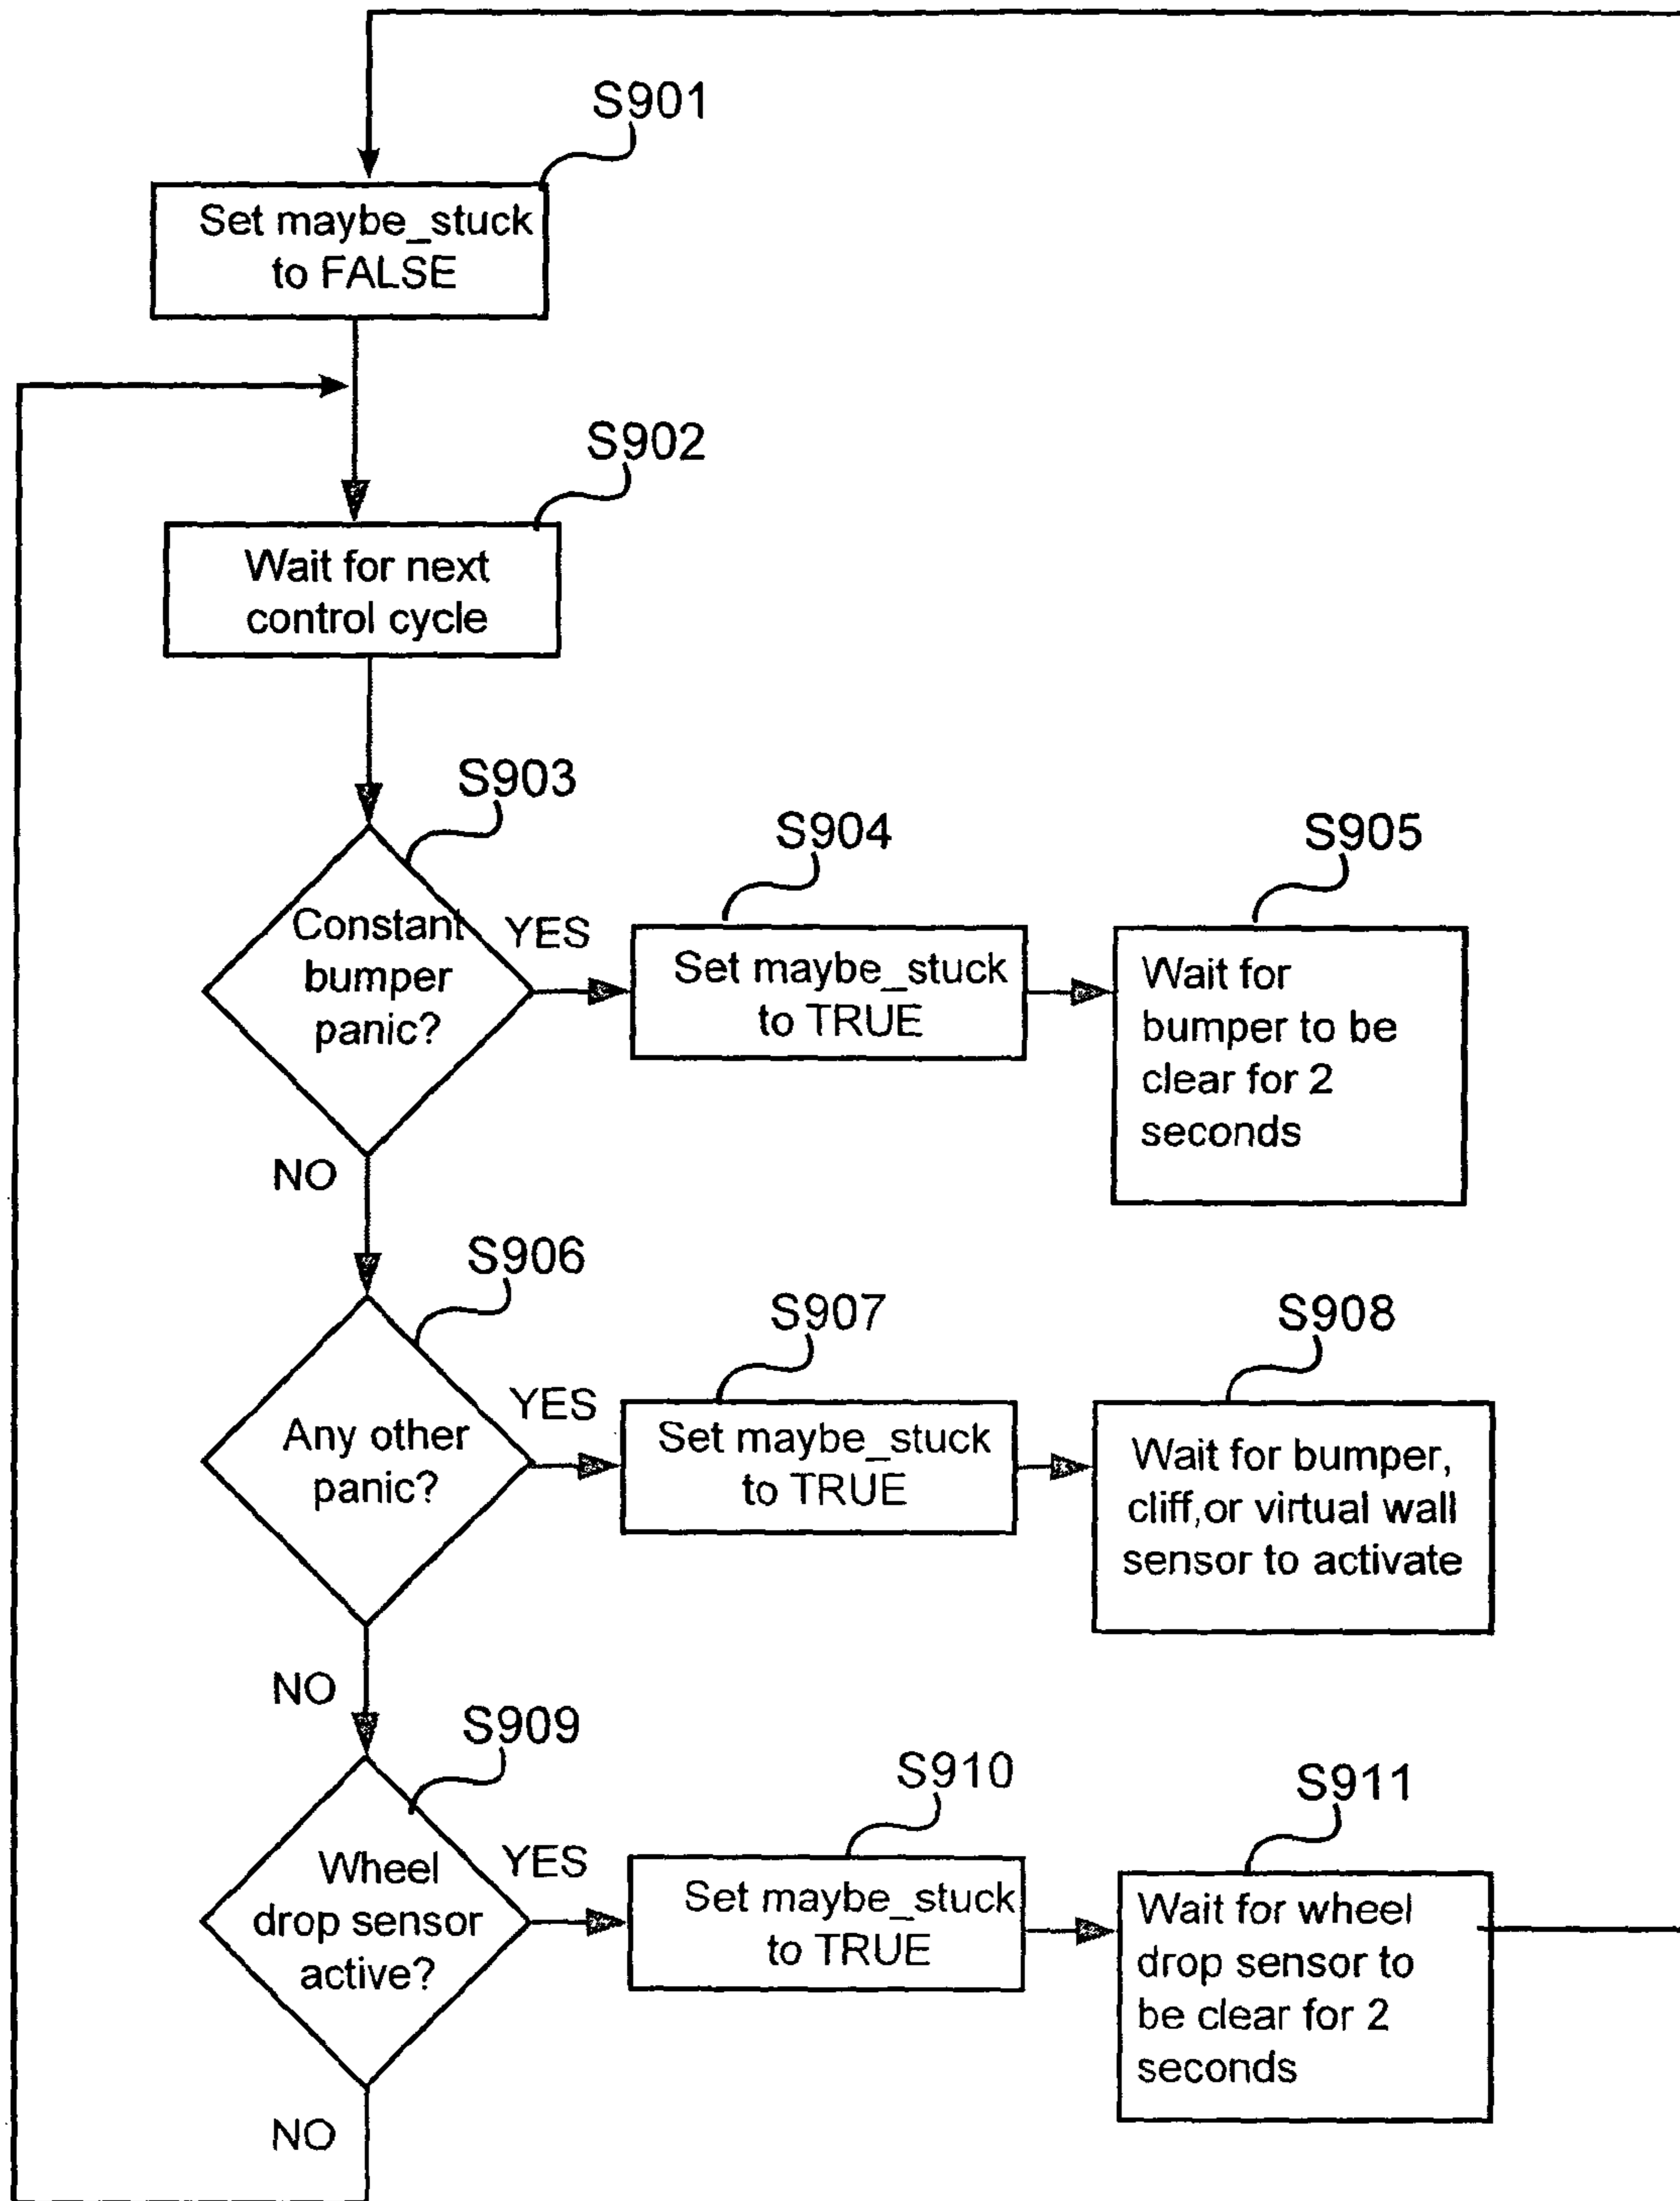 S901
Set maybe_stuck
to FALSE
S902
Wait for next
control cycle
S903
Constant
bumper
panic?
YES
NO
S904
Set maybe_stuck
to TRUE
S905
Wait for
bumper to be
clear for 2
seconds
S906
Any other
panic?
YES
NO
S907
Set maybe_stuck
to TRUE
S908
Wait for bumper,
cliff,or virtual wall
sensor to activate
S909
Wheel
drop sensor
active?
YES
NO
S910
Set maybe_stuck
to TRUE
S911
Wait for wheel
drop sensor to
be clear for 2
seconds